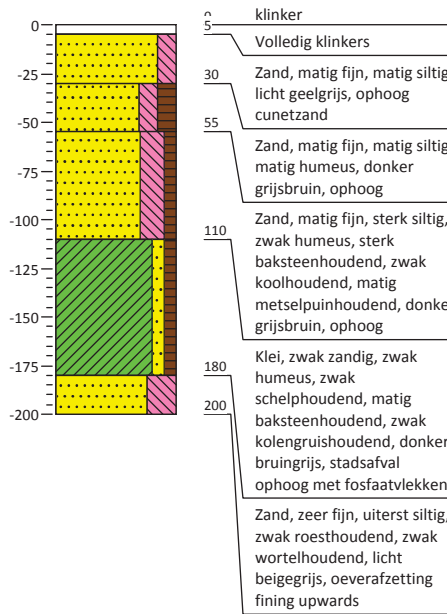 0
-25
-50
-75
-100
-125
-150
-175
-200
klinker
5
Volledig klinkers
30
Zand, matig fijn, matig siltig
licht geelgrijs, ophoog
cunetzand
55
Zand, matig fijn, matig siltig
matig humeus, donker
grijsbruin, ophoog
110
Zand, matig fijn, sterk siltig,
zwak humeus, sterk
baksteenhoudend, zwak
koolhoudend, matig
metselpuinhoudend, donke
grijsbruin, ophoog
180
Klei, zwak zandig, zwak
humeus, zwak
schelphoudend, matig
baksteenhoudend, zwak
kolengruishoudend, donker
bruingrijs, stadsafval
ophoog met fosfaatvlekken
200
Zand, zeer fijn, uiterst siltig,
zwak roesthoudend, zwak
wortelhoudend, licht
beigegrijs, oeverafzetting
fining upwards